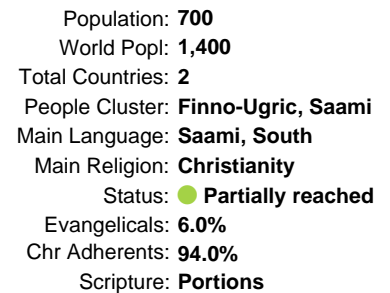 Population: 700
World Popl: 1,400
Total Countries: 2
People Cluster: Finno-Ugric, Saami
Main Language: Saami, South
Main Religion: Christianity
Status: Partially reached
Evangelicals: 6.0%
Chr Adherents: 94.0%
Scripture: Portions